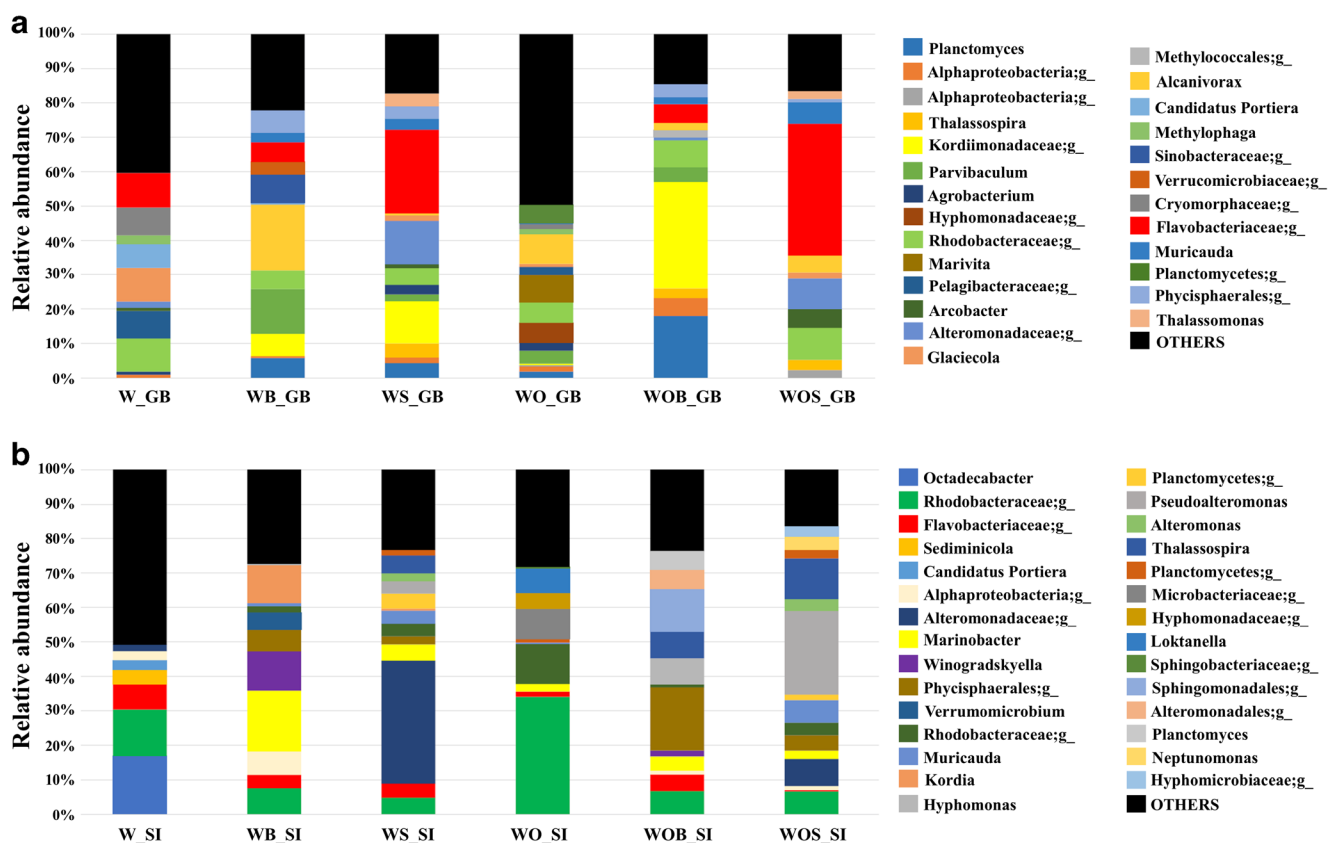 a
Relative abundance
100%
90%
80%
70%
60%
50%
40%
30%
20%
10%
0%
W_GB
WB_GB
WS_GB
WO_GB
WOB_GB
WOS_GB
Planctomyces
Alphaproteobacteria;g_
Alphaproteobacteria;g_
Thalassospira
Kordiimonadaceae;g_
Parvibaculum
Agrobacterium
Hyphomonadaceae;g_
Rhodobacteraceae;g_
Marivita
Pelagibacteraceae;g_
Arcobacter
Alteromonadaceae;g_
Glaciecola
Methylococcales;g_
Alcanivorax
Candidatus Portiera
Methylophaga
Sinobacteraceae;g_
Verrucomicrobiaceae;g_
Cryomorphaceae;g_
Flavobacteriaceae;g_
Muricauda
Planctomycetes;g_
Phycisphaerales;g_
Thalassomonas
OTHERS
b
Relative abundance
100%
90%
80%
70%
60%
50%
40%
30%
20%
10%
0%
W_SI
WB_SI
WS_SI
WO_SI
WOB_SI
WOS_SI
Octadecabacter
Rhodobacteraceae;g_
Flavobacteriaceae;g_
Sediminicola
Candidatus Portiera
Alphaproteobacteria;g_
Alteromonadaceae;g_
Marinobacter
Winogradskyella
Phycisphaerales;g_
Verrumomicrobium
Rhodobacteraceae;g_
Muricauda
Kordia
Hyphomonas
Planctomycetes;g_
Pseudoalteromonas
Alteromonas
Thalassospira
Planctomycetes;g_
Microbacteriaceae;g_
Hyphomonadaceae;g_
Loktanella
Sphingobacteriaceae;g_
Sphingomonadales;g_
Alteromonadales;g_
Planctomyces
Neptunomonas
Hyphomicrobiaceae;g_
OTHERS